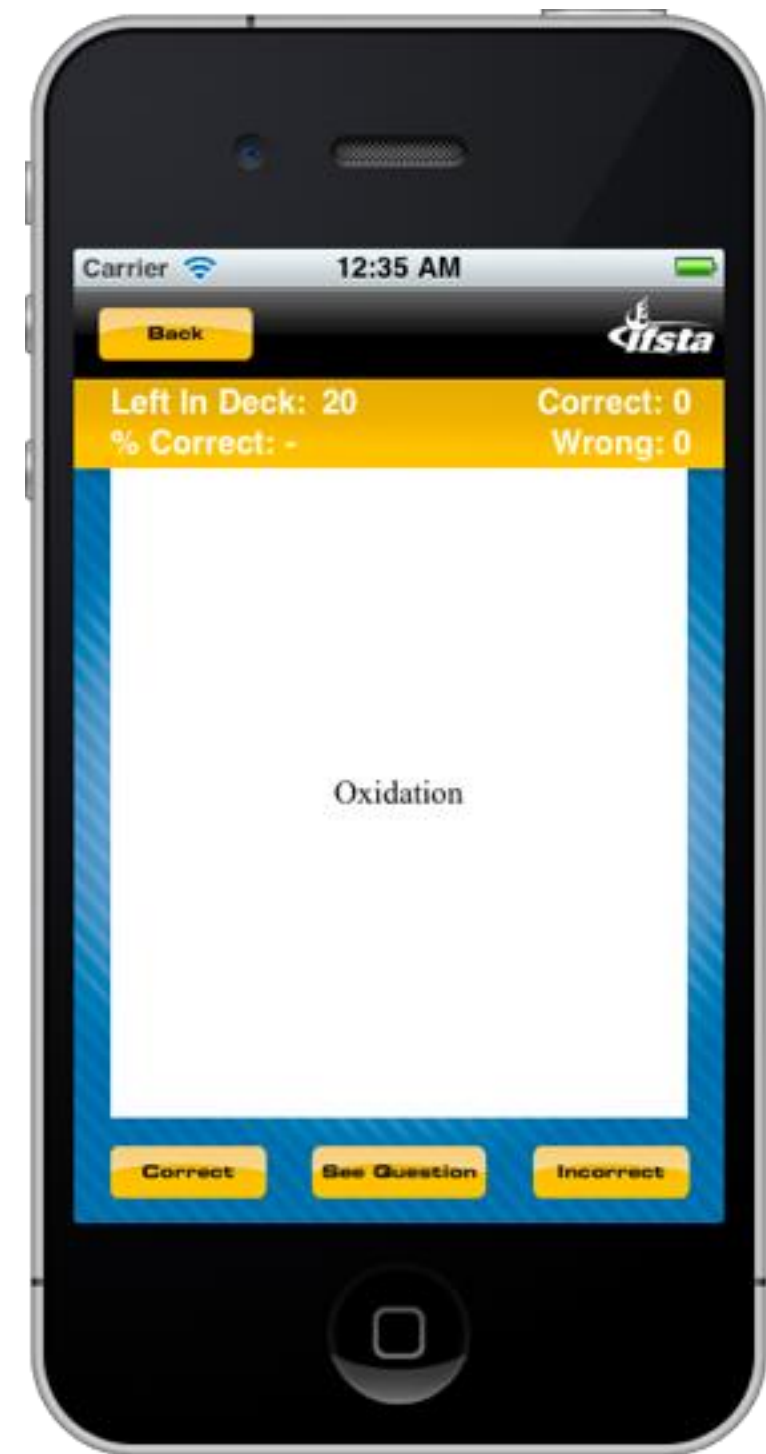 Carrier 12:35 AM
Back ifsta
Left In Deck: 20 Correct: 0
% Correct: - Wrong: 0
Oxidation
Correct See Question Incorrect